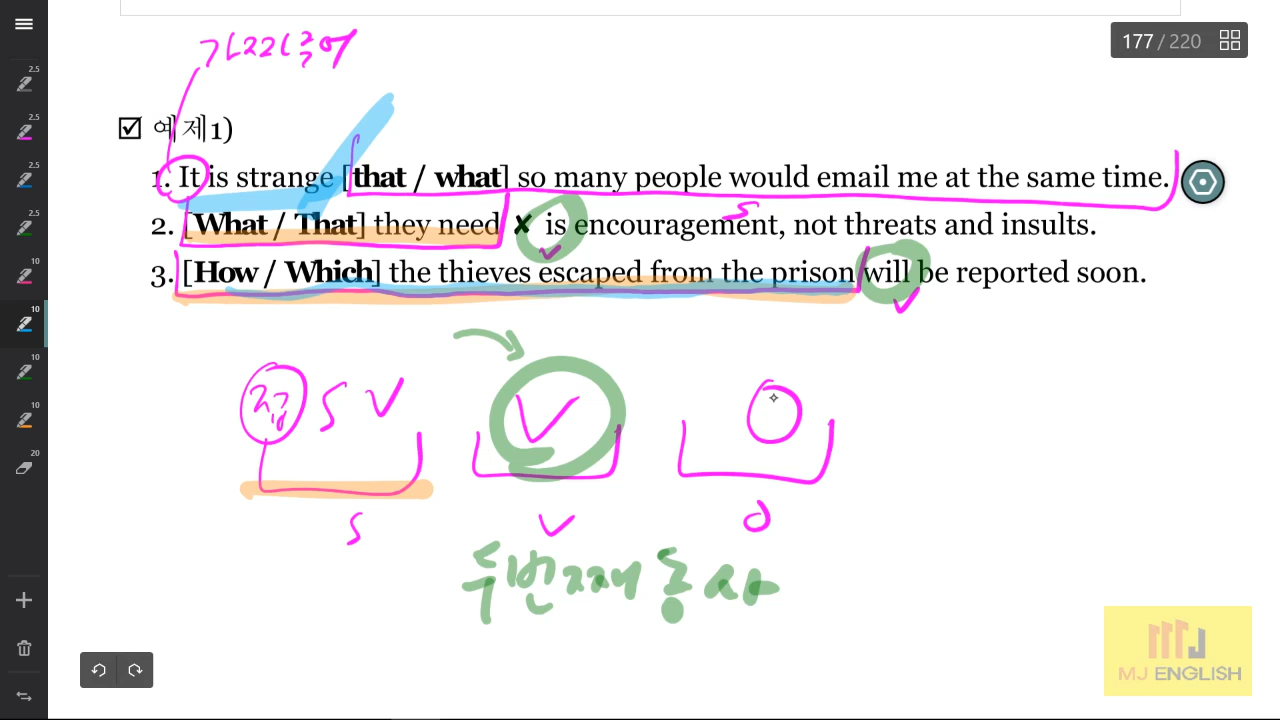 177 / 220
가짜주어
예제1)
1. It is strange [that / what] so many people would email me at the same time.
S
2. [What / That] they need ✘ is encouragement, not threats and insults.
3. [How / Which] the thieves escaped from the prison will be reported soon.
접 S V V
S V O
두번째 동사
MJ ENGLISH
2.5
2.5
2.5
2.5
10
10
10
10
20